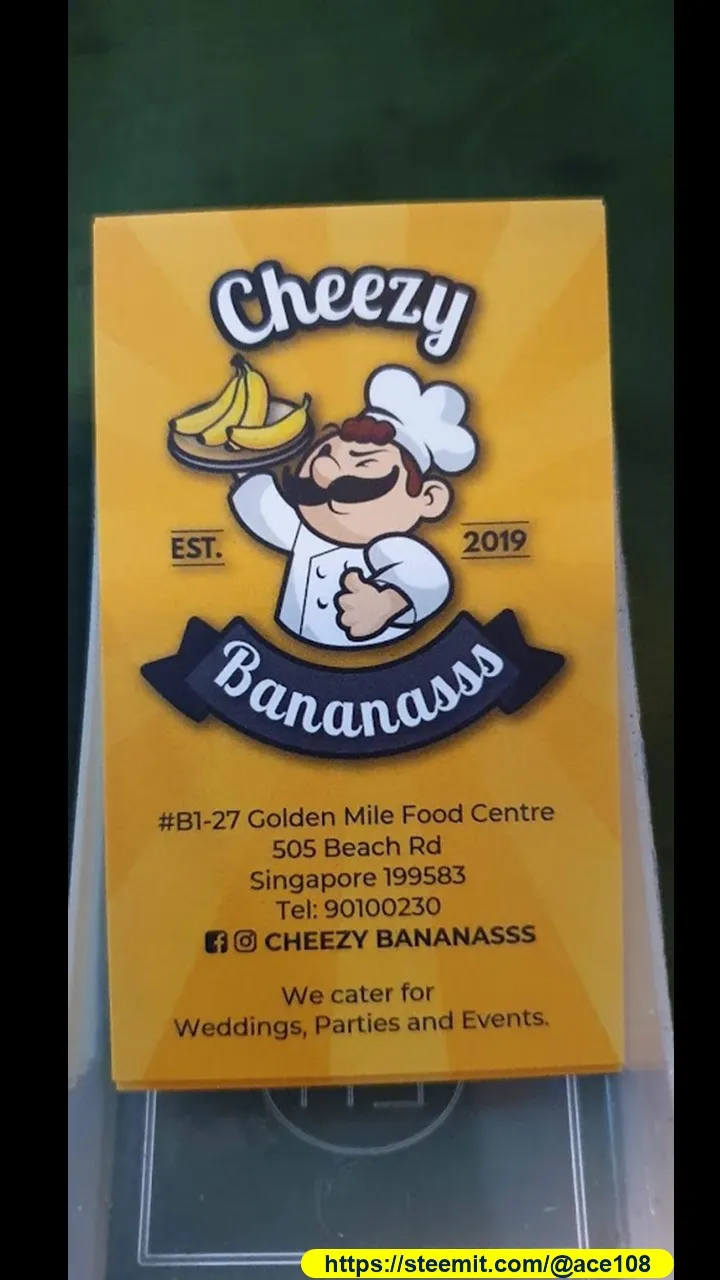 Cheezy
EST. 2019
Bananasss
#B1-27 Golden Mile Food Centre
505 Beach Rd
Singapore 199583
Tel: 90100230
CHEEZY BANANASSS
We cater for
Weddings, Parties and Events.
https://steemit.com/@ace108